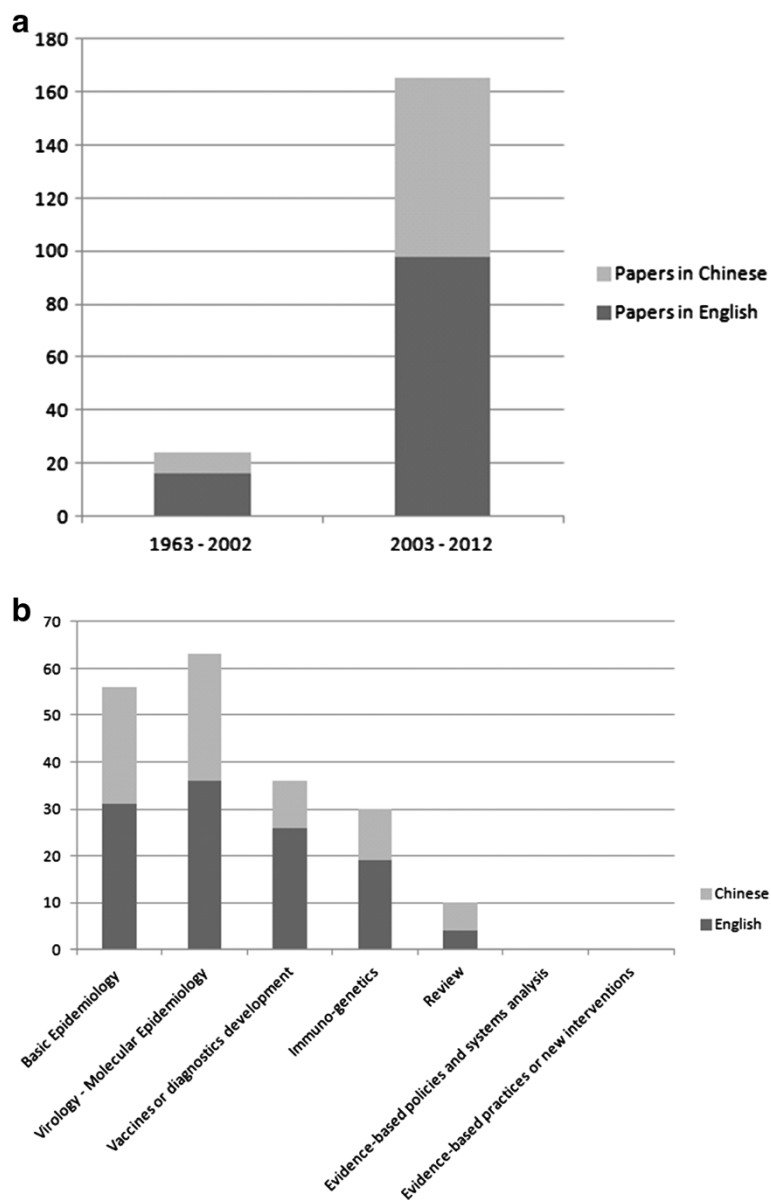 a
180
160
140
120
100
80
60
40
20
0
1963 - 2002
2003 - 2012
Papers in Chinese
Papers in English
b
70
60
50
40
30
20
10
0
Basic Epidemiology
Virology - Molecular Epidemiology
Vaccines or diagnostics development
Immuno-genetics
Review
Evidence-based policies and systems analysis
Evidence-based practices or new interventions
Chinese
English